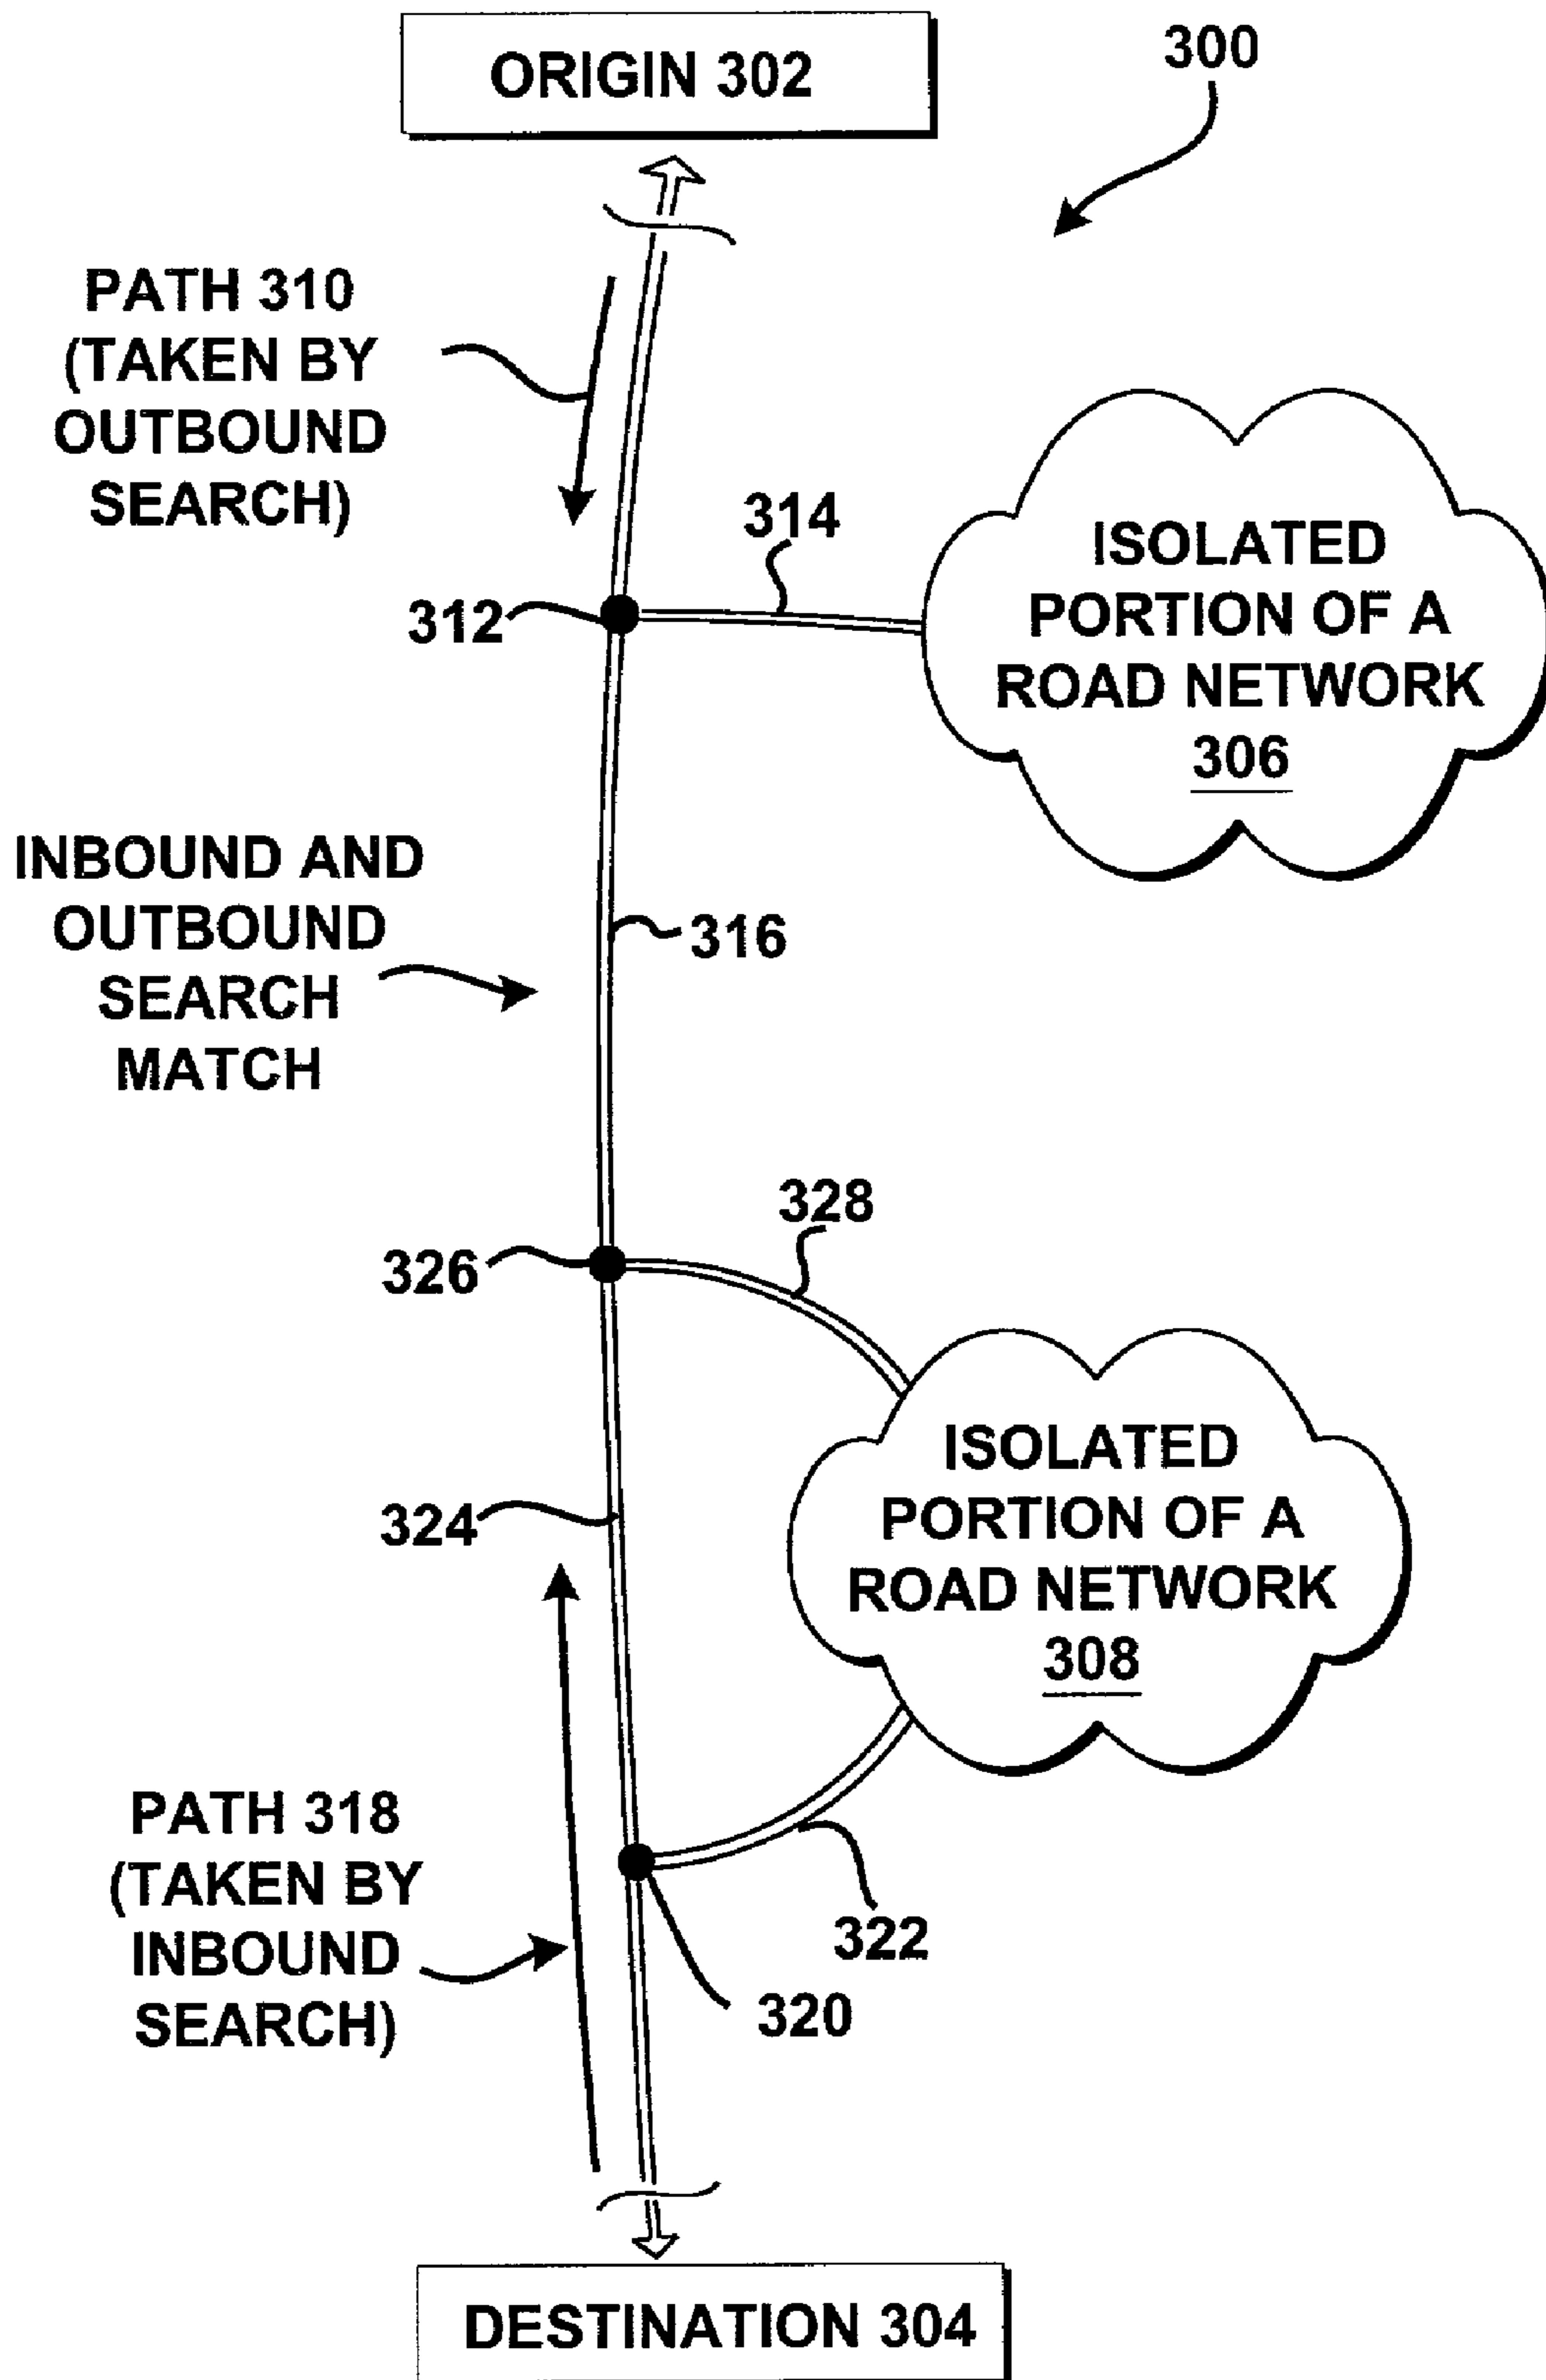 ORIGIN 302
300
PATH 310
(TAKEN BY
OUTBOUND
SEARCH)
314
312
ISOLATED
PORTION OF A
ROAD NETWORK
306
INBOUND AND
OUTBOUND
SEARCH
MATCH
316
328
326
ISOLATED
PORTION OF A
ROAD NETWORK
308
324
PATH 318
(TAKEN BY
INBOUND
SEARCH)
322
320
DESTINATION 304